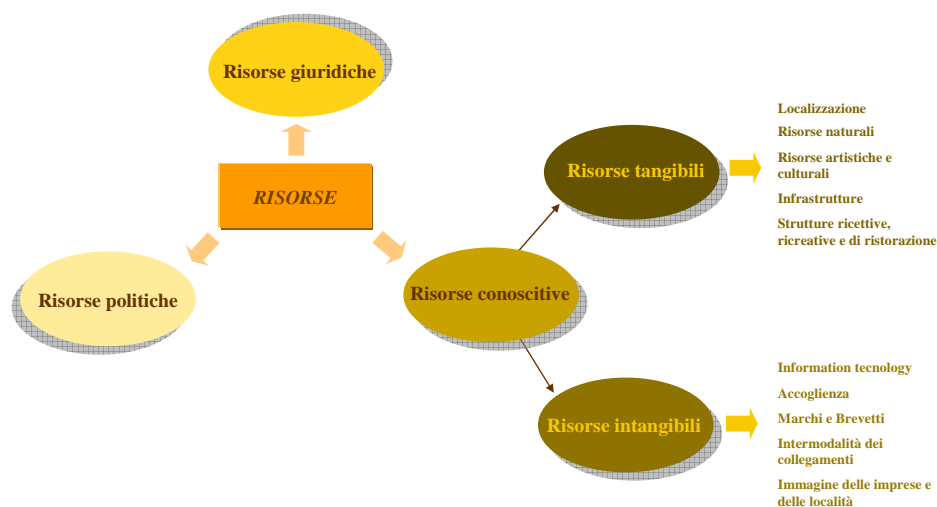 Risorse giuridiche
RISORSE
Risorse politiche
Risorse conoscitive
Risorse tangibili
Localizzazione
Risorse naturali
Risorse artistiche e
culturali
Infrastrutture
Strutture ricettive,
ricreative e di ristorazione
Risorse intangibili
Information tecnology
Accoglienza
Marchi e Brevetti
Intermodalità dei
collegamenti
Immagine delle imprese e
delle località